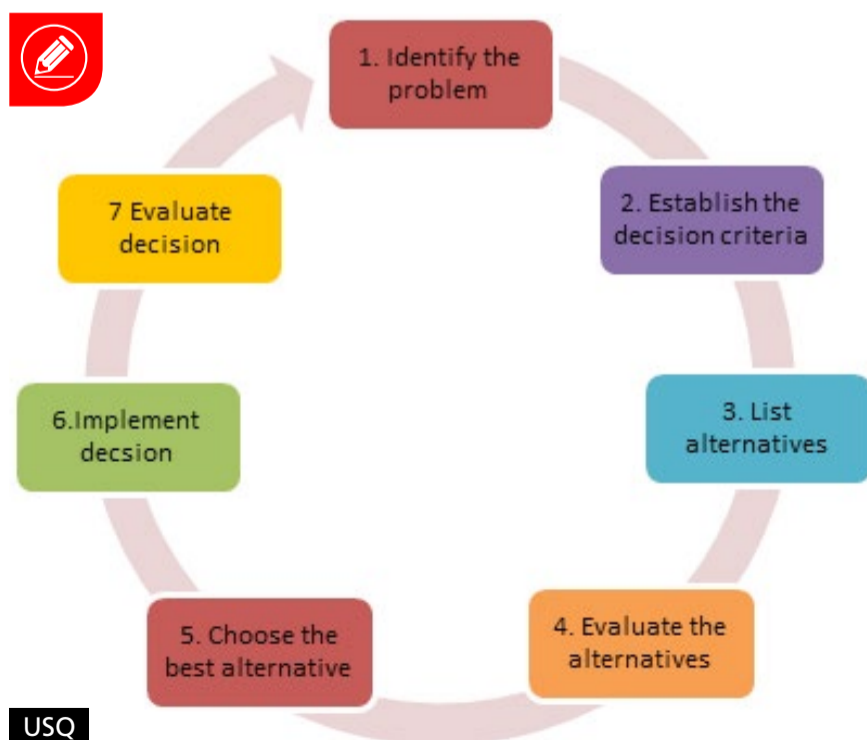 1. Identify the
problem
2. Establish the
decision criteria
3. List
alternatives
4. Evaluate the
alternatives
5. Choose the
best alternative
6.Implement
decsion
7 Evaluate
decision
USQ